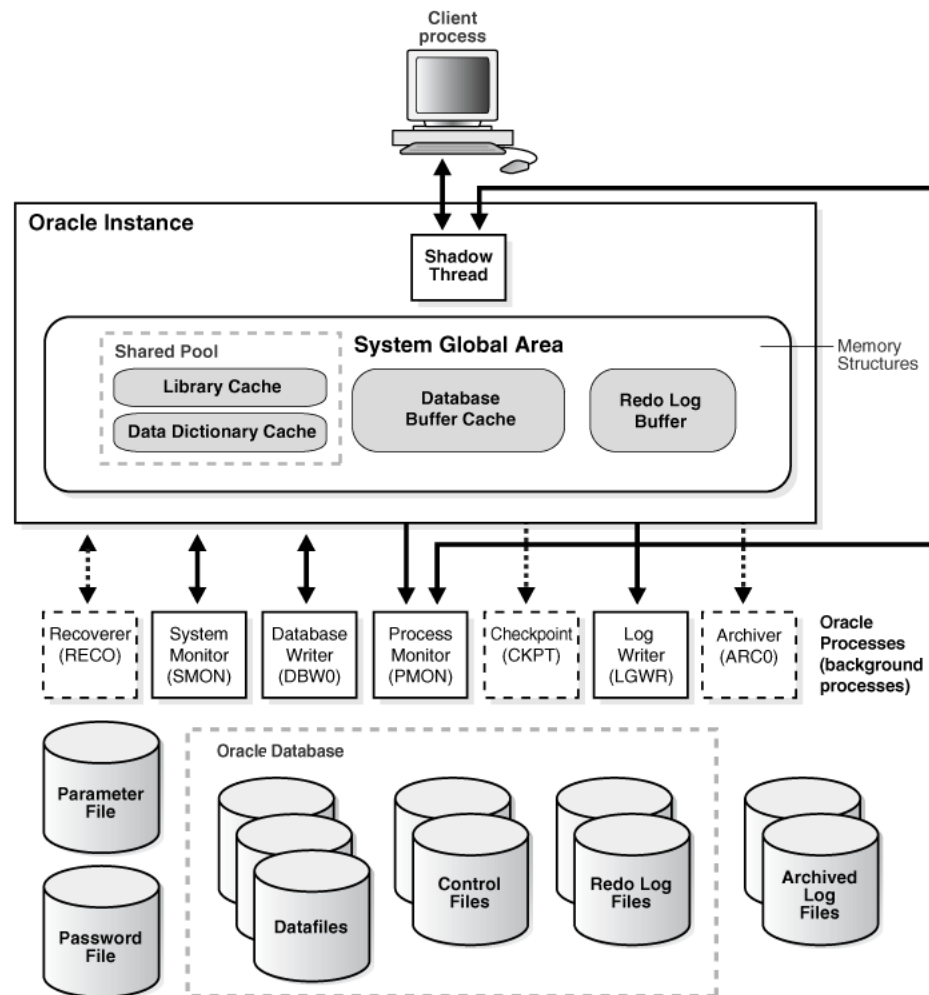 Client
process
Oracle Instance
Shadow
Thread
System Global Area
Shared Pool
Library Cache
Data Dictionary Cache
Database
Buffer Cache
Redo Log
Buffer
Memory
Structures
Recoverer
(RECO)
System
Monitor
(SMON)
Database
Writer
(DBW0)
Process
Monitor
(PMON)
Checkpoint
(CKPT)
Log
Writer
(LGWR)
Archiver
(ARC0)
Oracle
Processes
(background
processes)
Parameter
File
Password
File
Oracle Database
Datafiles
Control
Files
Redo Log
Files
Archived
Log
Files